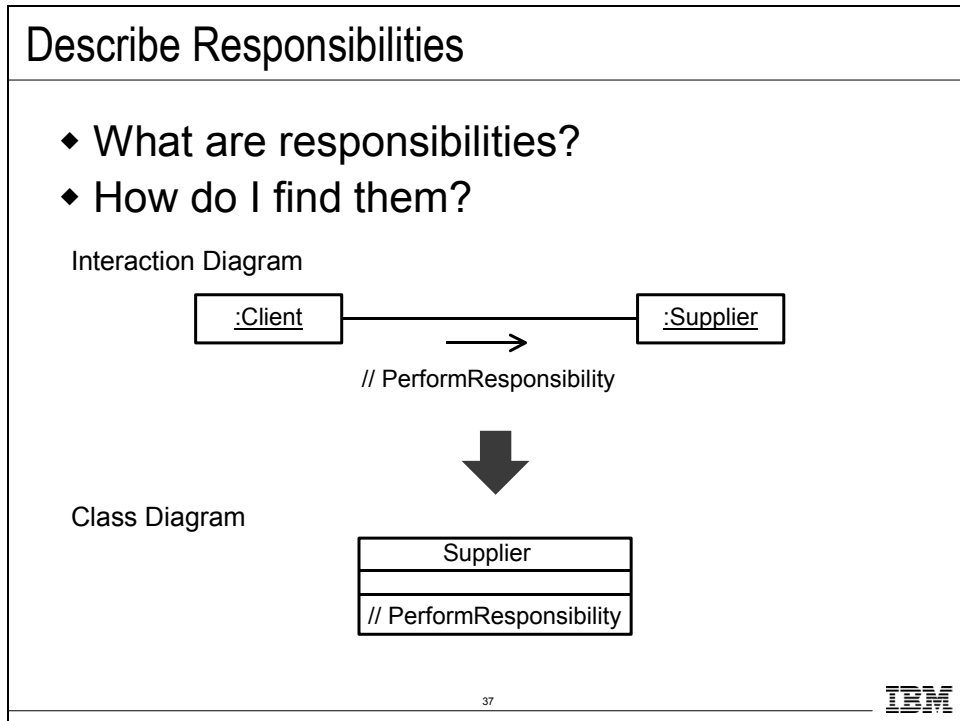 Describe Responsibilities
◆ What are responsibilities?
◆ How do I find them?
Interaction Diagram
:Client
:Supplier
// PerformResponsibility
Class Diagram
Supplier
// PerformResponsibility
37
IBM